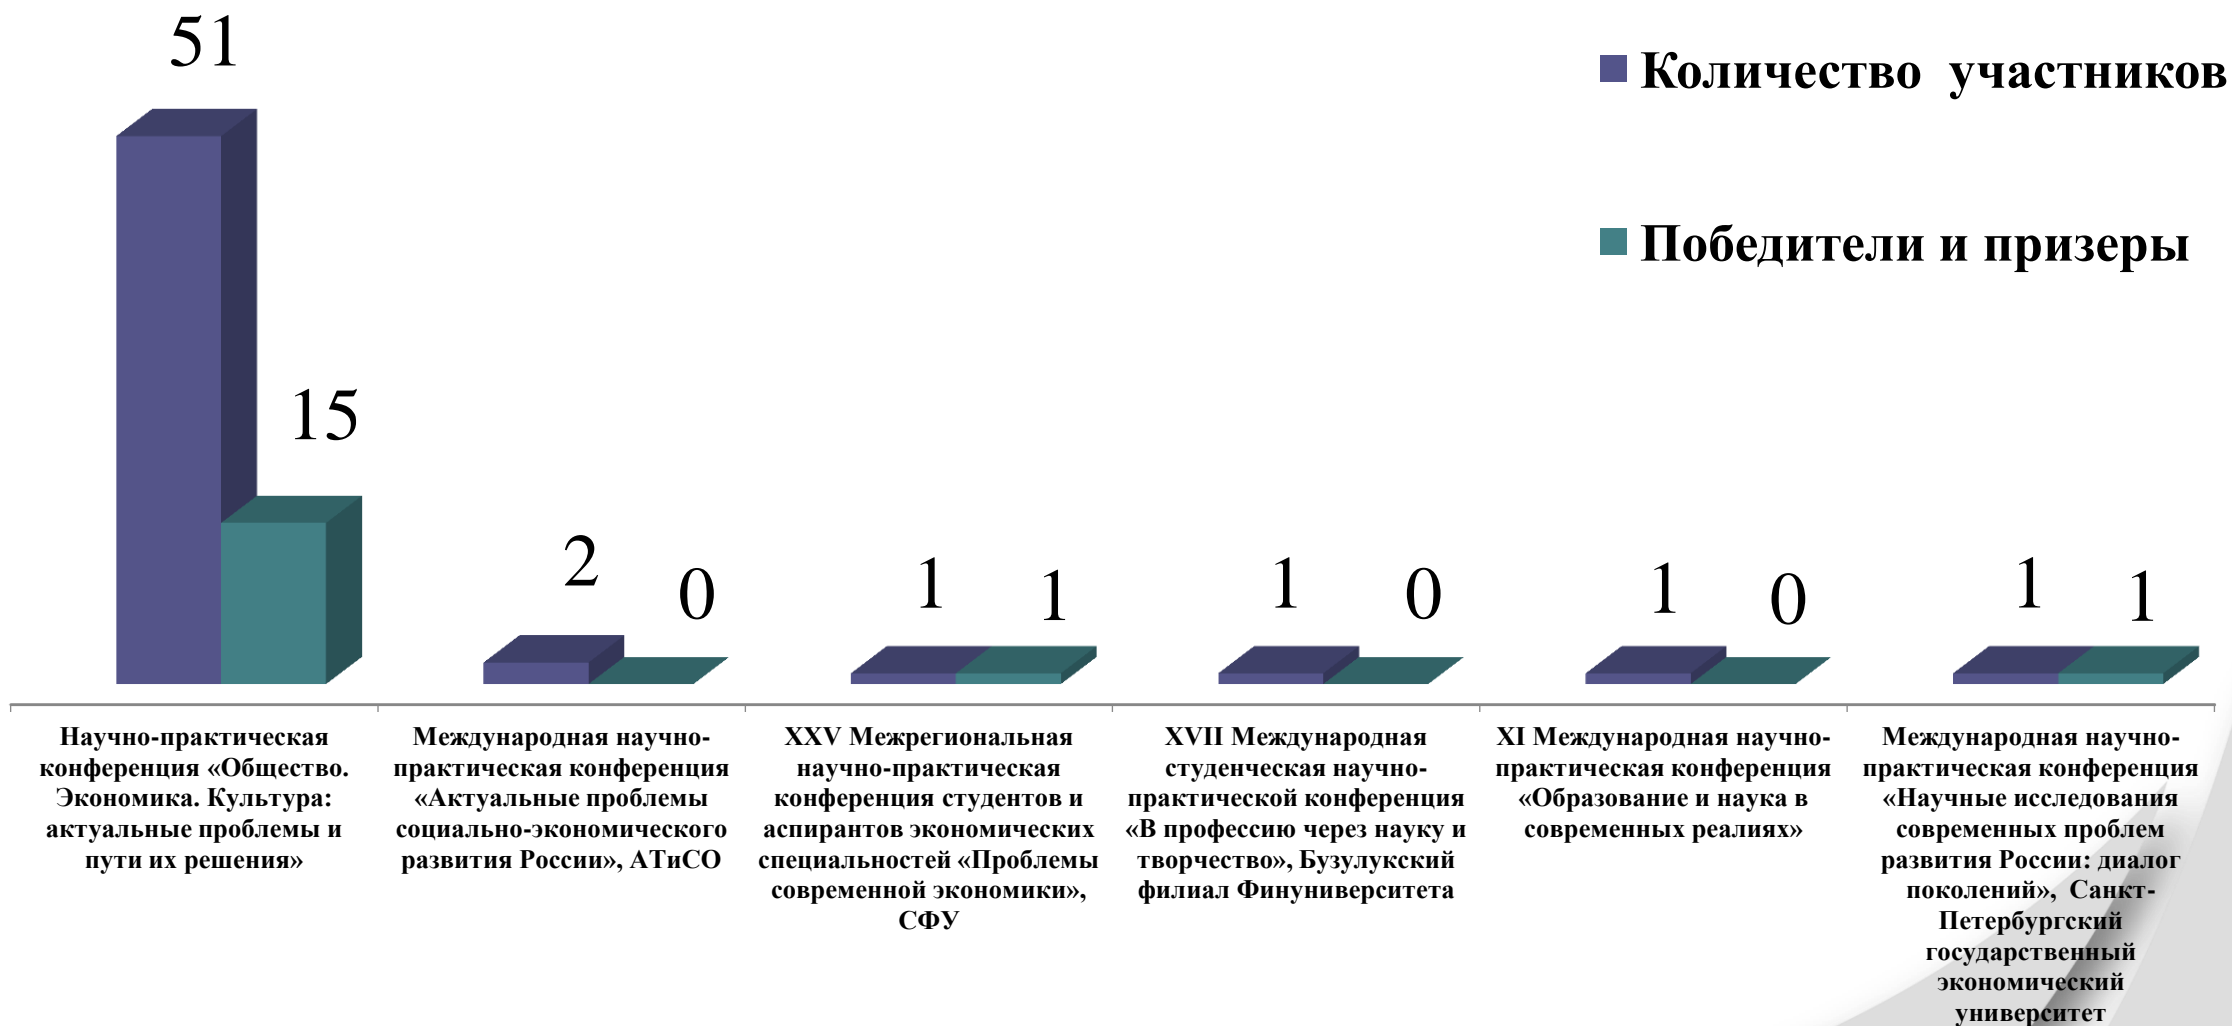 51
Количество участников
Победители и призеры
15
2
0
1
1
1
0
1
0
1
1
Научно-практическая
конференция «Общество.
Экономика. Культура:
актуальные проблемы и
пути их решения»
Международная научно-
практическая конференция
«Актуальные проблемы
социально-экономического
развития России», АТиСО
XXV Межрегиональная
научно-практическая
конференция студентов и
аспирантов экономических
специальностей «Проблемы
современной экономики»,
СФУ
XVII Международная
студенческая научно-
практической конференция
«В профессию через науку и
творчество», Бузулукский
филиал Финуниверситета
XI Международная научно-
практическая конференция
«Образование и наука в
современных реалиях»
Международная научно-
практическая конференция
«Научные исследования
современных проблем
развития России: диалог
поколений», Санкт-
Петербургский
государственный
экономический
университет